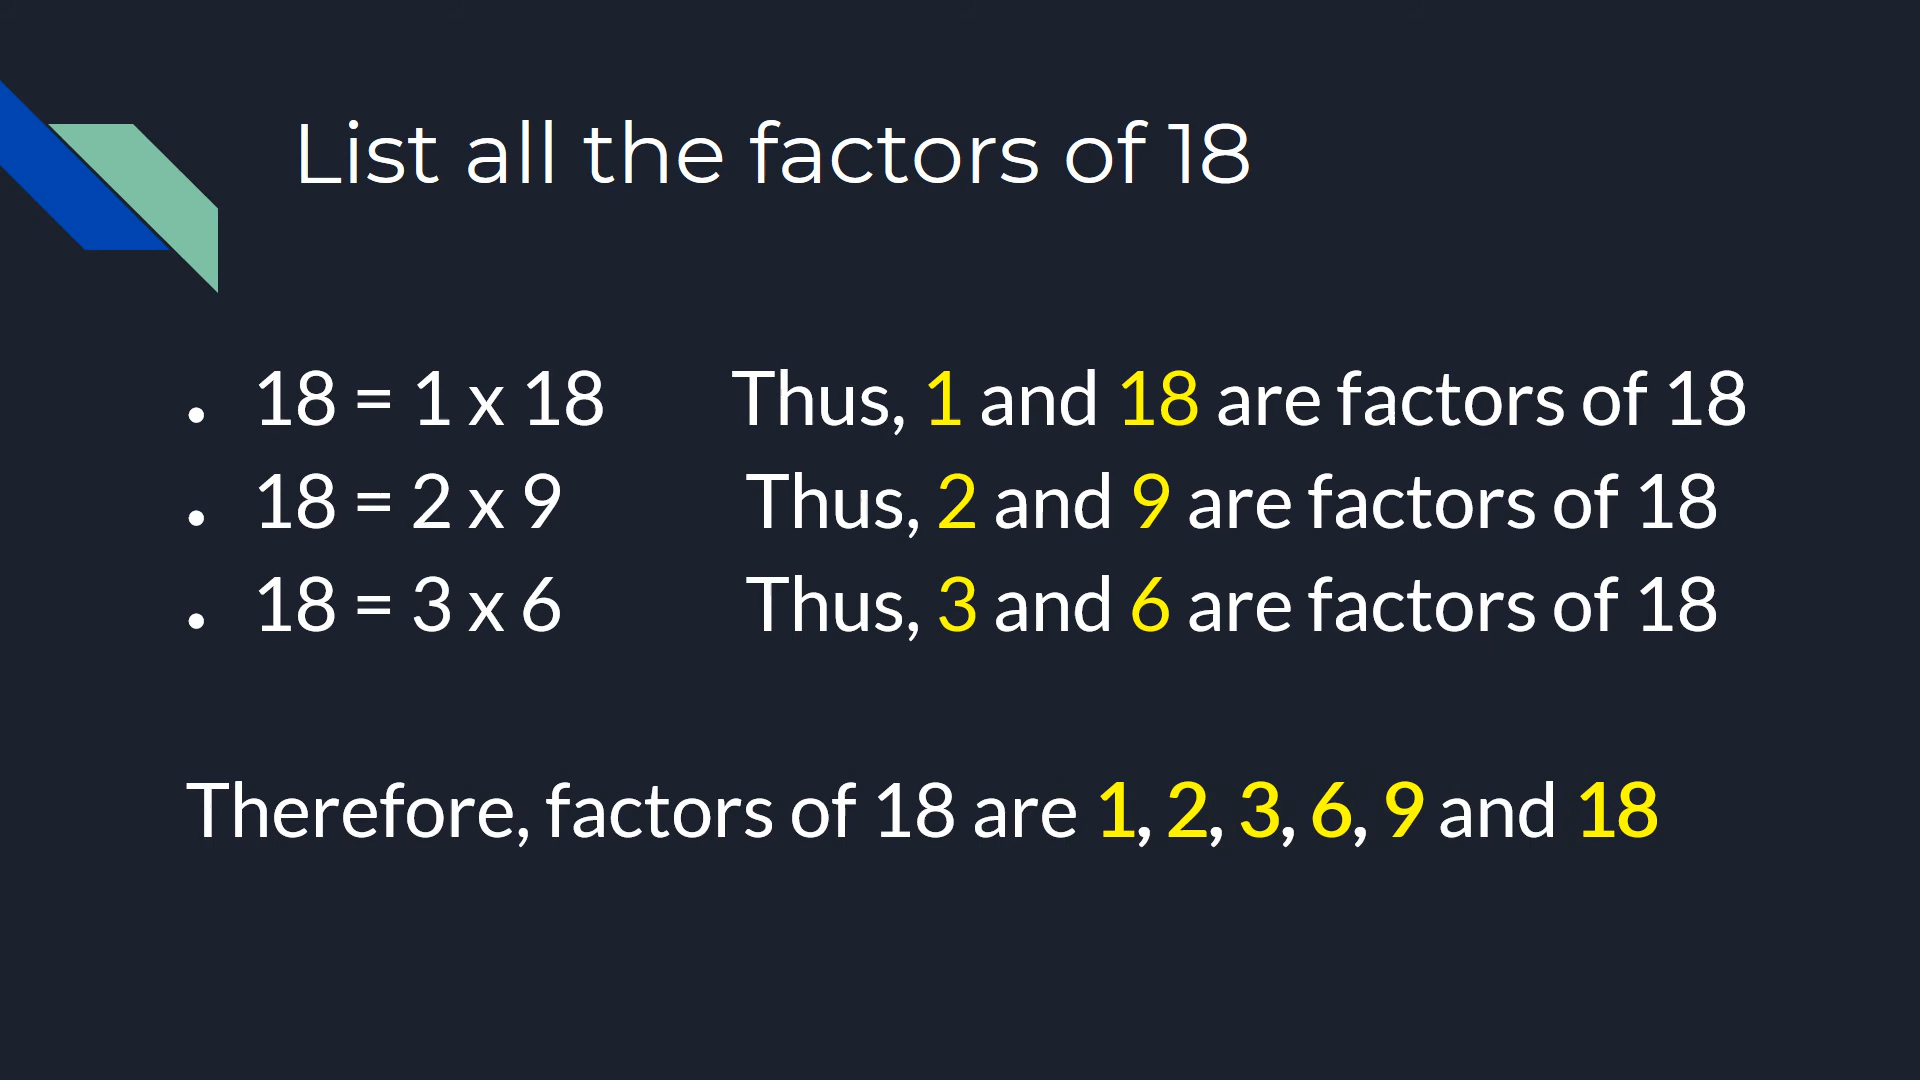 List all the factors of 18
• 18 = 1 x 18 Thus, 1 and 18 are factors of 18
• 18 = 2 x 9 Thus, 2 and 9 are factors of 18
• 18 = 3 x 6 Thus, 3 and 6 are factors of 18
Therefore, factors of 18 are 1, 2, 3, 6, 9 and 18